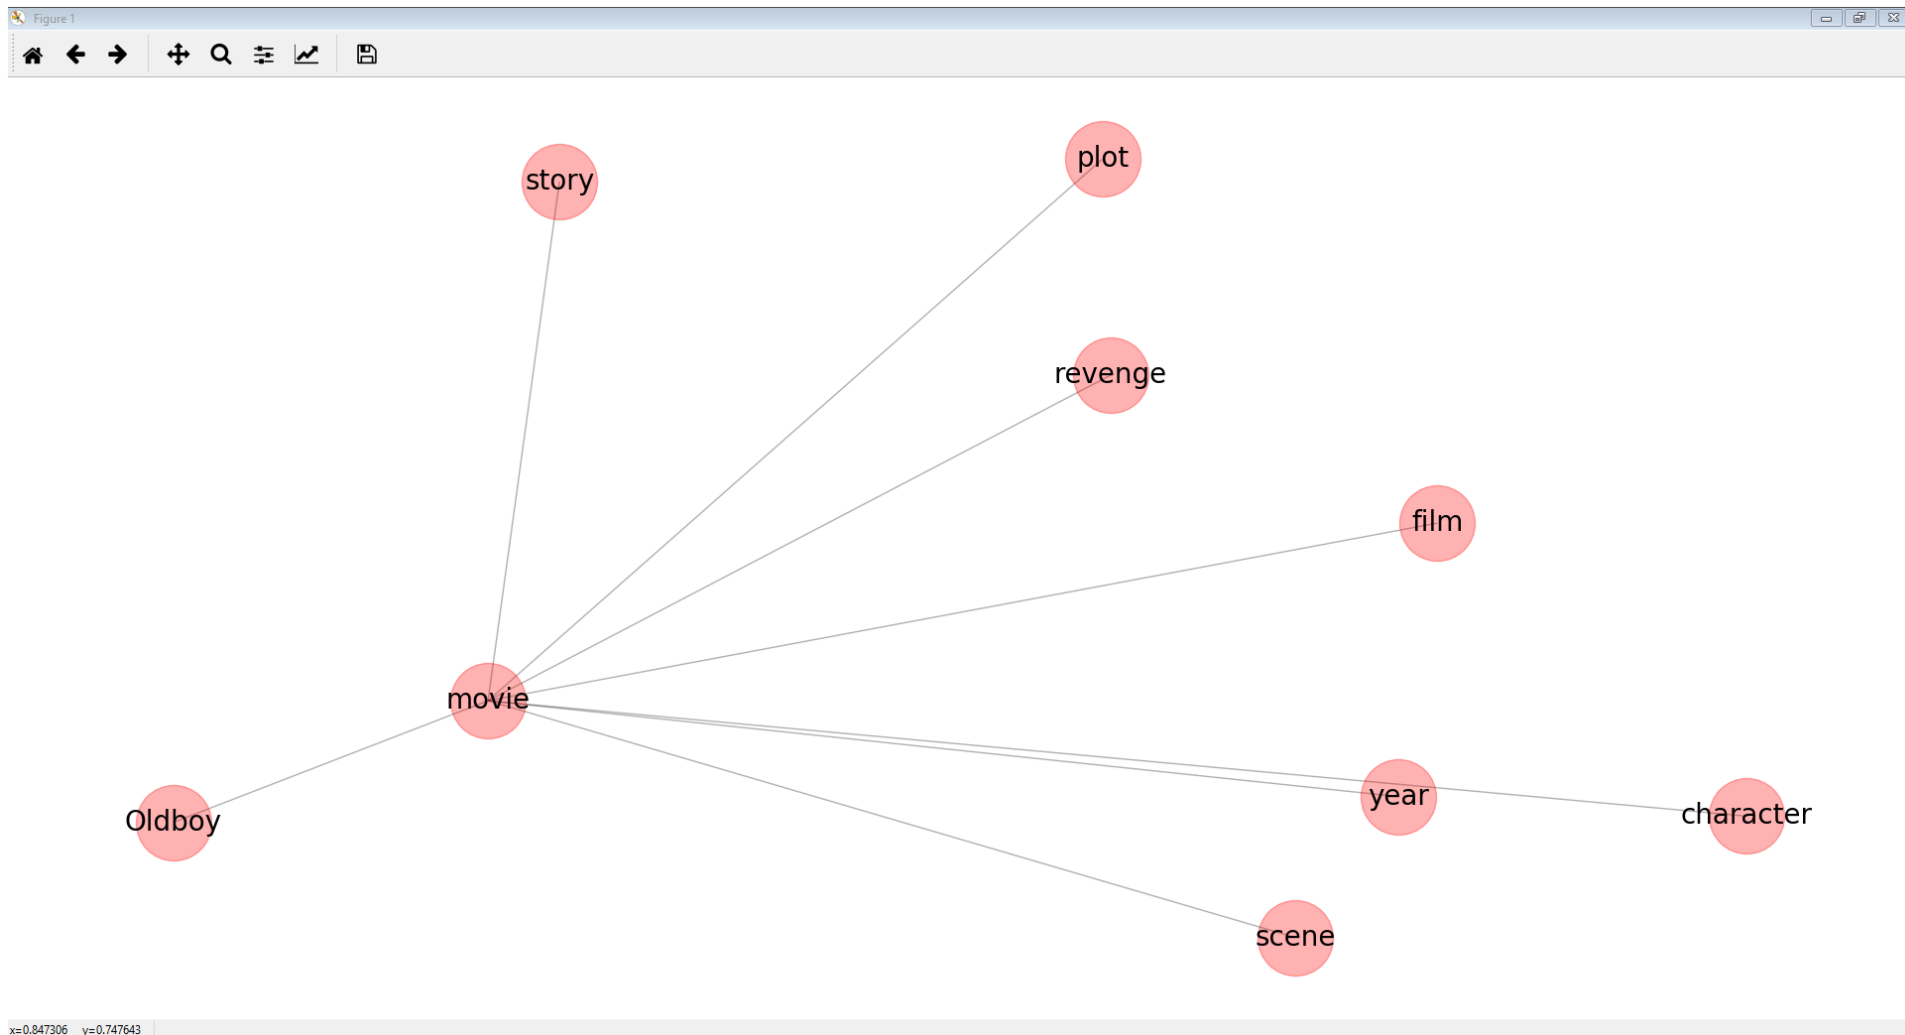 Figure 1
plot
story
revenge
film
movie
year
character
Oldboy
scene
x=0.847306 y=0.747643